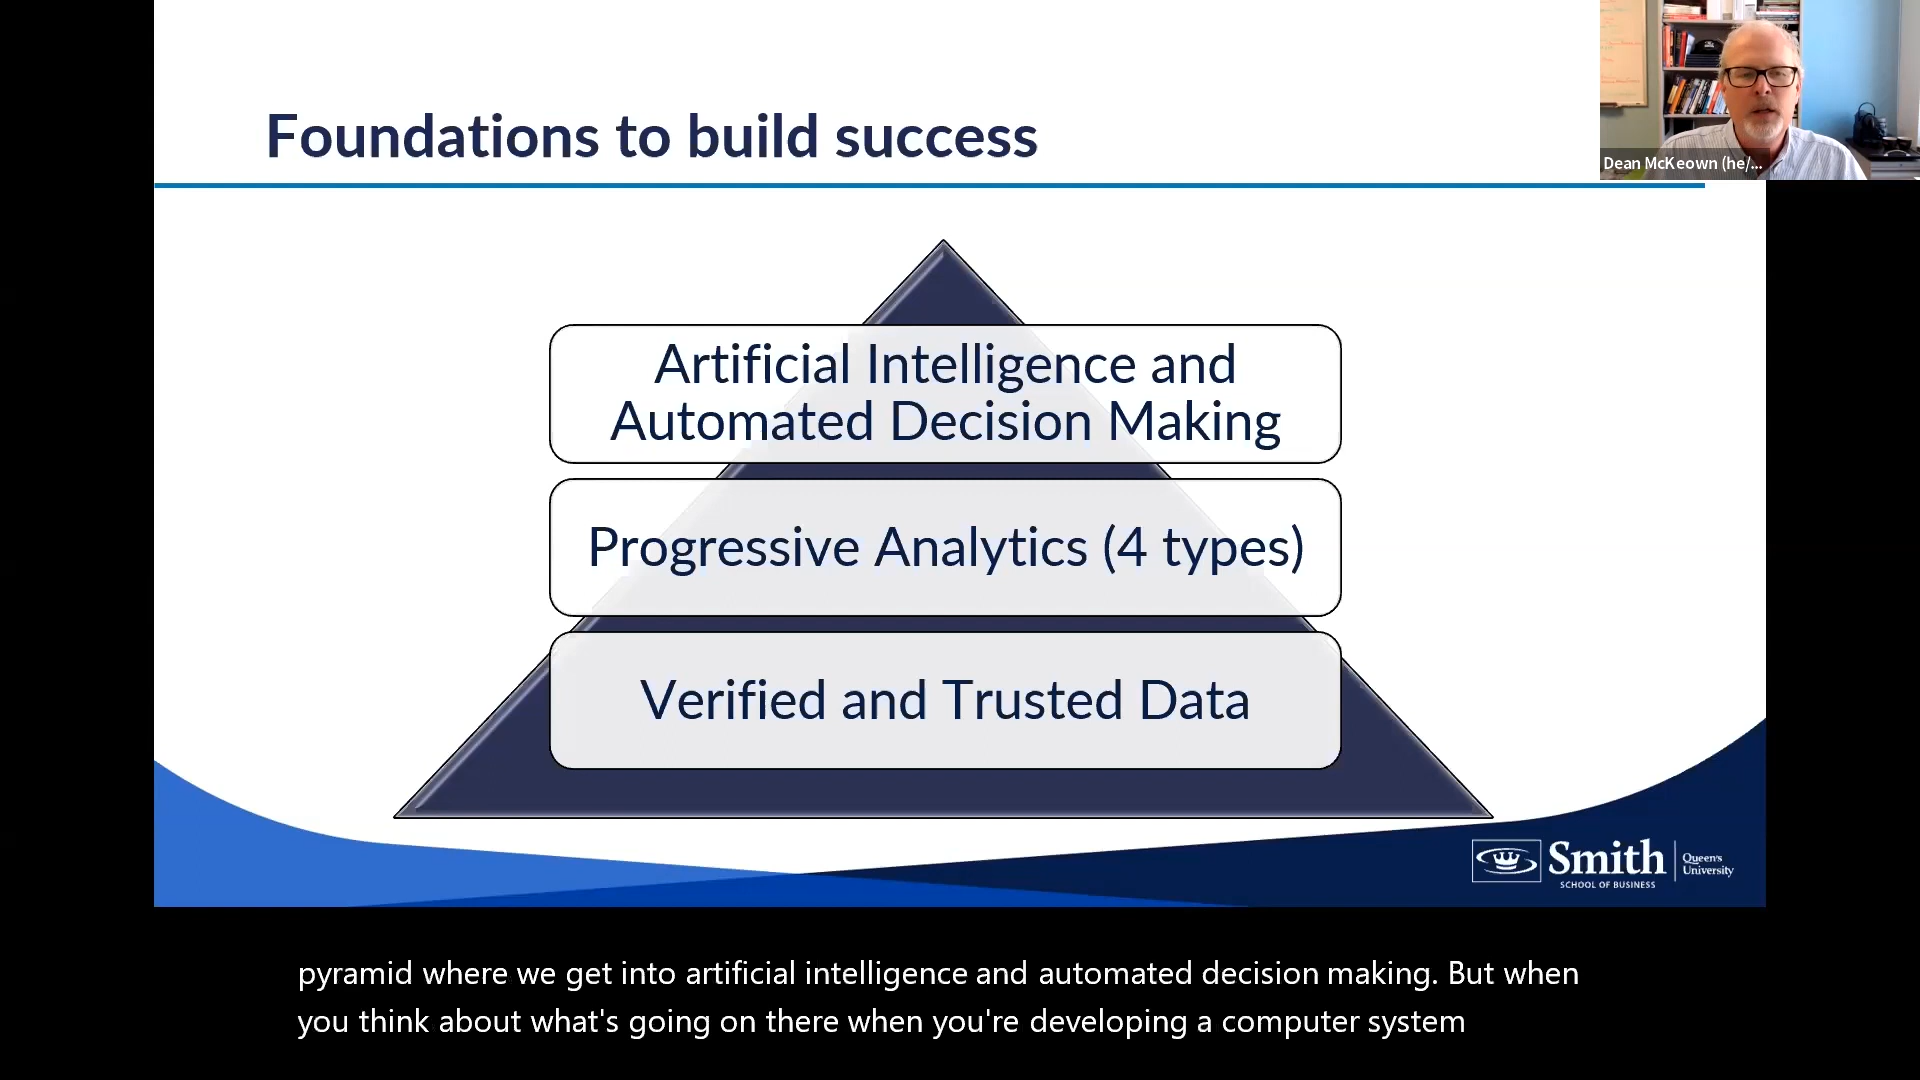 Foundations to build success
Dean McKeown (he/...
Artificial Intelligence and
Automated Decision Making
Progressive Analytics (4 types)
Verified and Trusted Data
Smith
SCHOOL OF BUSINESS
Queen's
University
pyramid where we get into artificial intelligence and automated decision making. But when
you think about what's going on there when you're developing a computer system